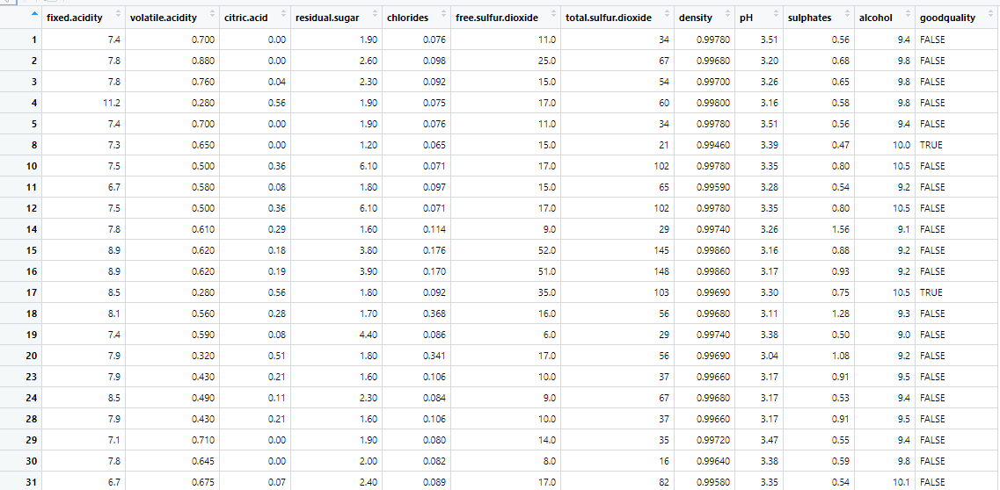 fixed.acidity volatile.acidity citric.acid residual.sugar chlorides free.sulfur.dioxide total.sulfur.dioxide density pH sulphates alcohol goodquality
1 7.4 0.700 0.00 1.90 0.076 11.0 34 0.99780 3.51 0.56 9.4 FALSE
2 7.8 0.880 0.00 2.60 0.098 25.0 67 0.99680 3.20 0.68 9.8 FALSE
3 7.8 0.760 0.04 2.30 0.092 15.0 54 0.99700 3.26 0.65 9.8 FALSE
4 11.2 0.280 0.56 1.90 0.075 17.0 60 0.99800 3.16 0.58 9.8 FALSE
5 7.4 0.700 0.00 1.90 0.076 11.0 34 0.99780 3.51 0.56 9.4 FALSE
8 7.3 0.650 0.00 1.20 0.065 15.0 21 0.99460 3.39 0.47 10.0 TRUE
10 7.5 0.500 0.36 6.10 0.071 17.0 102 0.99780 3.35 0.80 10.5 FALSE
11 6.7 0.580 0.08 1.80 0.097 15.0 65 0.99590 3.28 0.54 9.2 FALSE
12 7.5 0.500 0.36 6.10 0.071 17.0 102 0.99780 3.35 0.80 10.5 FALSE
14 7.8 0.610 0.29 1.60 0.114 9.0 29 0.99740 3.26 1.56 9.1 FALSE
15 8.9 0.620 0.18 3.80 0.176 52.0 145 0.99860 3.16 0.88 9.2 FALSE
16 8.9 0.620 0.19 3.90 0.170 51.0 148 0.99860 3.17 0.93 9.2 FALSE
17 8.5 0.280 0.56 1.80 0.092 35.0 103 0.99690 3.30 0.75 10.5 TRUE
18 8.1 0.560 0.28 1.70 0.368 16.0 56 0.99680 3.11 1.28 9.3 FALSE
19 7.4 0.590 0.08 4.40 0.086 6.0 29 0.99740 3.38 0.50 9.0 FALSE
20 7.9 0.320 0.51 1.80 0.341 17.0 56 0.99690 3.04 1.08 9.2 FALSE
23 7.9 0.430 0.21 1.60 0.106 10.0 37 0.99660 3.17 0.91 9.5 FALSE
24 8.5 0.490 0.11 2.30 0.084 9.0 67 0.99680 3.17 0.53 9.4 FALSE
28 7.9 0.430 0.21 1.60 0.106 10.0 37 0.99660 3.17 0.91 9.5 FALSE
29 7.1 0.710 0.00 1.90 0.080 14.0 35 0.99720 3.47 0.55 9.4 FALSE
30 7.8 0.645 0.00 2.00 0.082 8.0 16 0.99640 3.38 0.59 9.8 FALSE
31 6.7 0.675 0.07 2.40 0.089 17.0 82 0.99580 3.35 0.54 10.1 FALSE